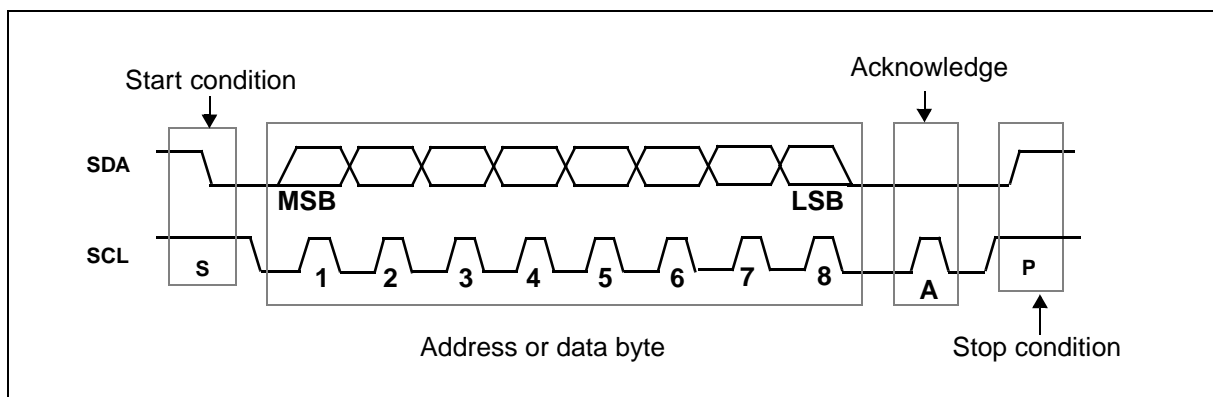 Start condition
Acknowledge
SDA
MSB
LSB
SCL
S
1 2 3 4 5 6 7 8
A
P
Address or data byte
Stop condition